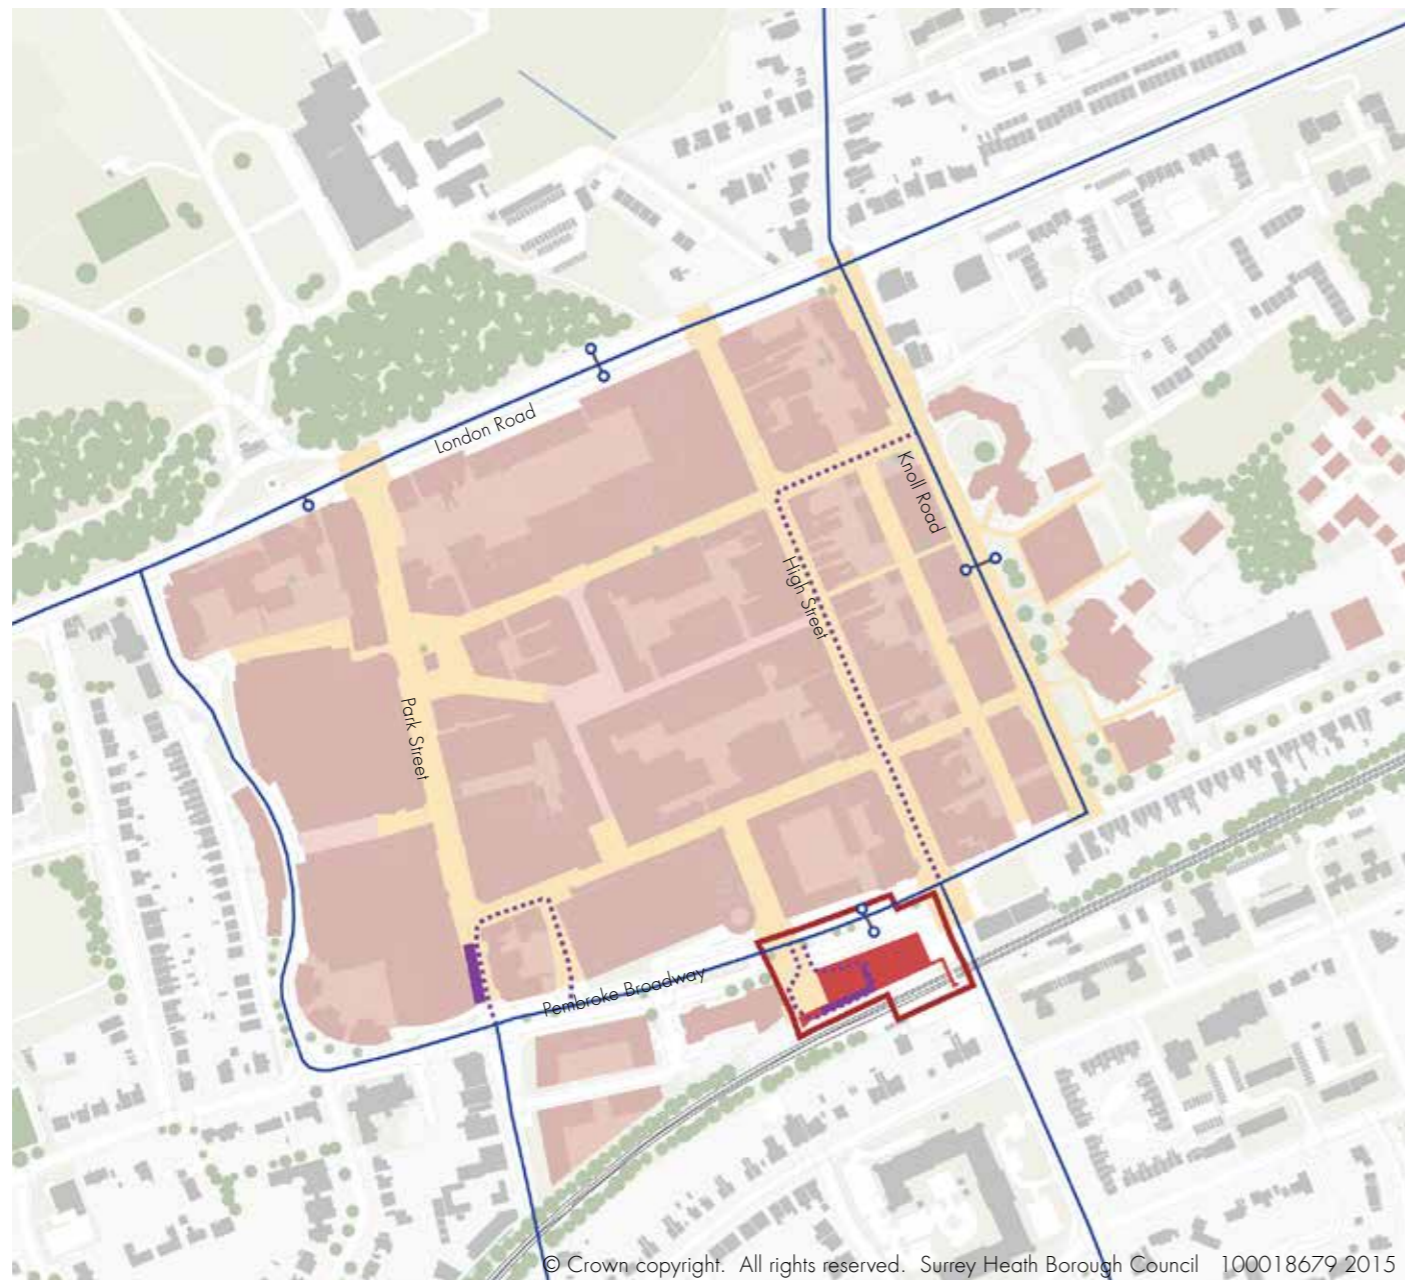 London Road
Knoll Road
High Street
Park Street
Pembroke Broadway
© Crown copyright. All rights reserved. Surrey Heath Borough Council 100018679 2015